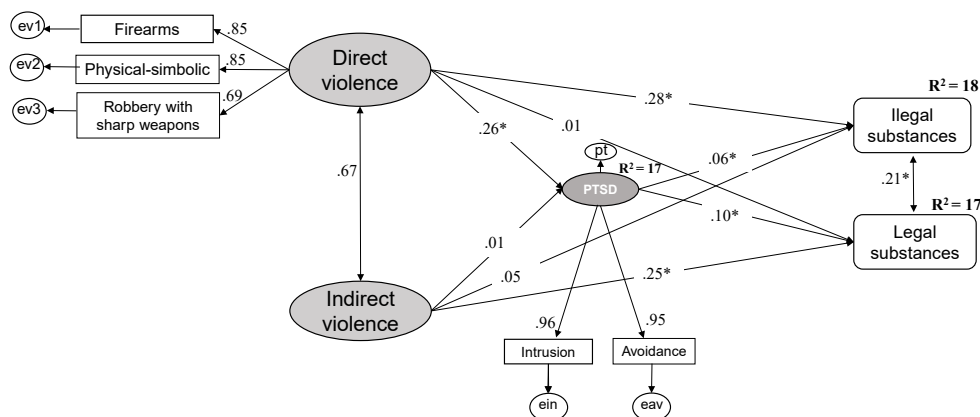 ev1
Firearms
.85
ev2
Physical-simbolic
.85
ev3
Robbery with
sharp weapons
.69
Direct
violence
.28*
.01
.26*
.67
pt
R² = 17
PTSD
.06*
.10*
R² = 18
Ilegal
substances
.21*
R² = 17
Legal
substances
.01
.05
.25*
Indirect
violence
.96
.95
Intrusion
Avoidance
ein
eav